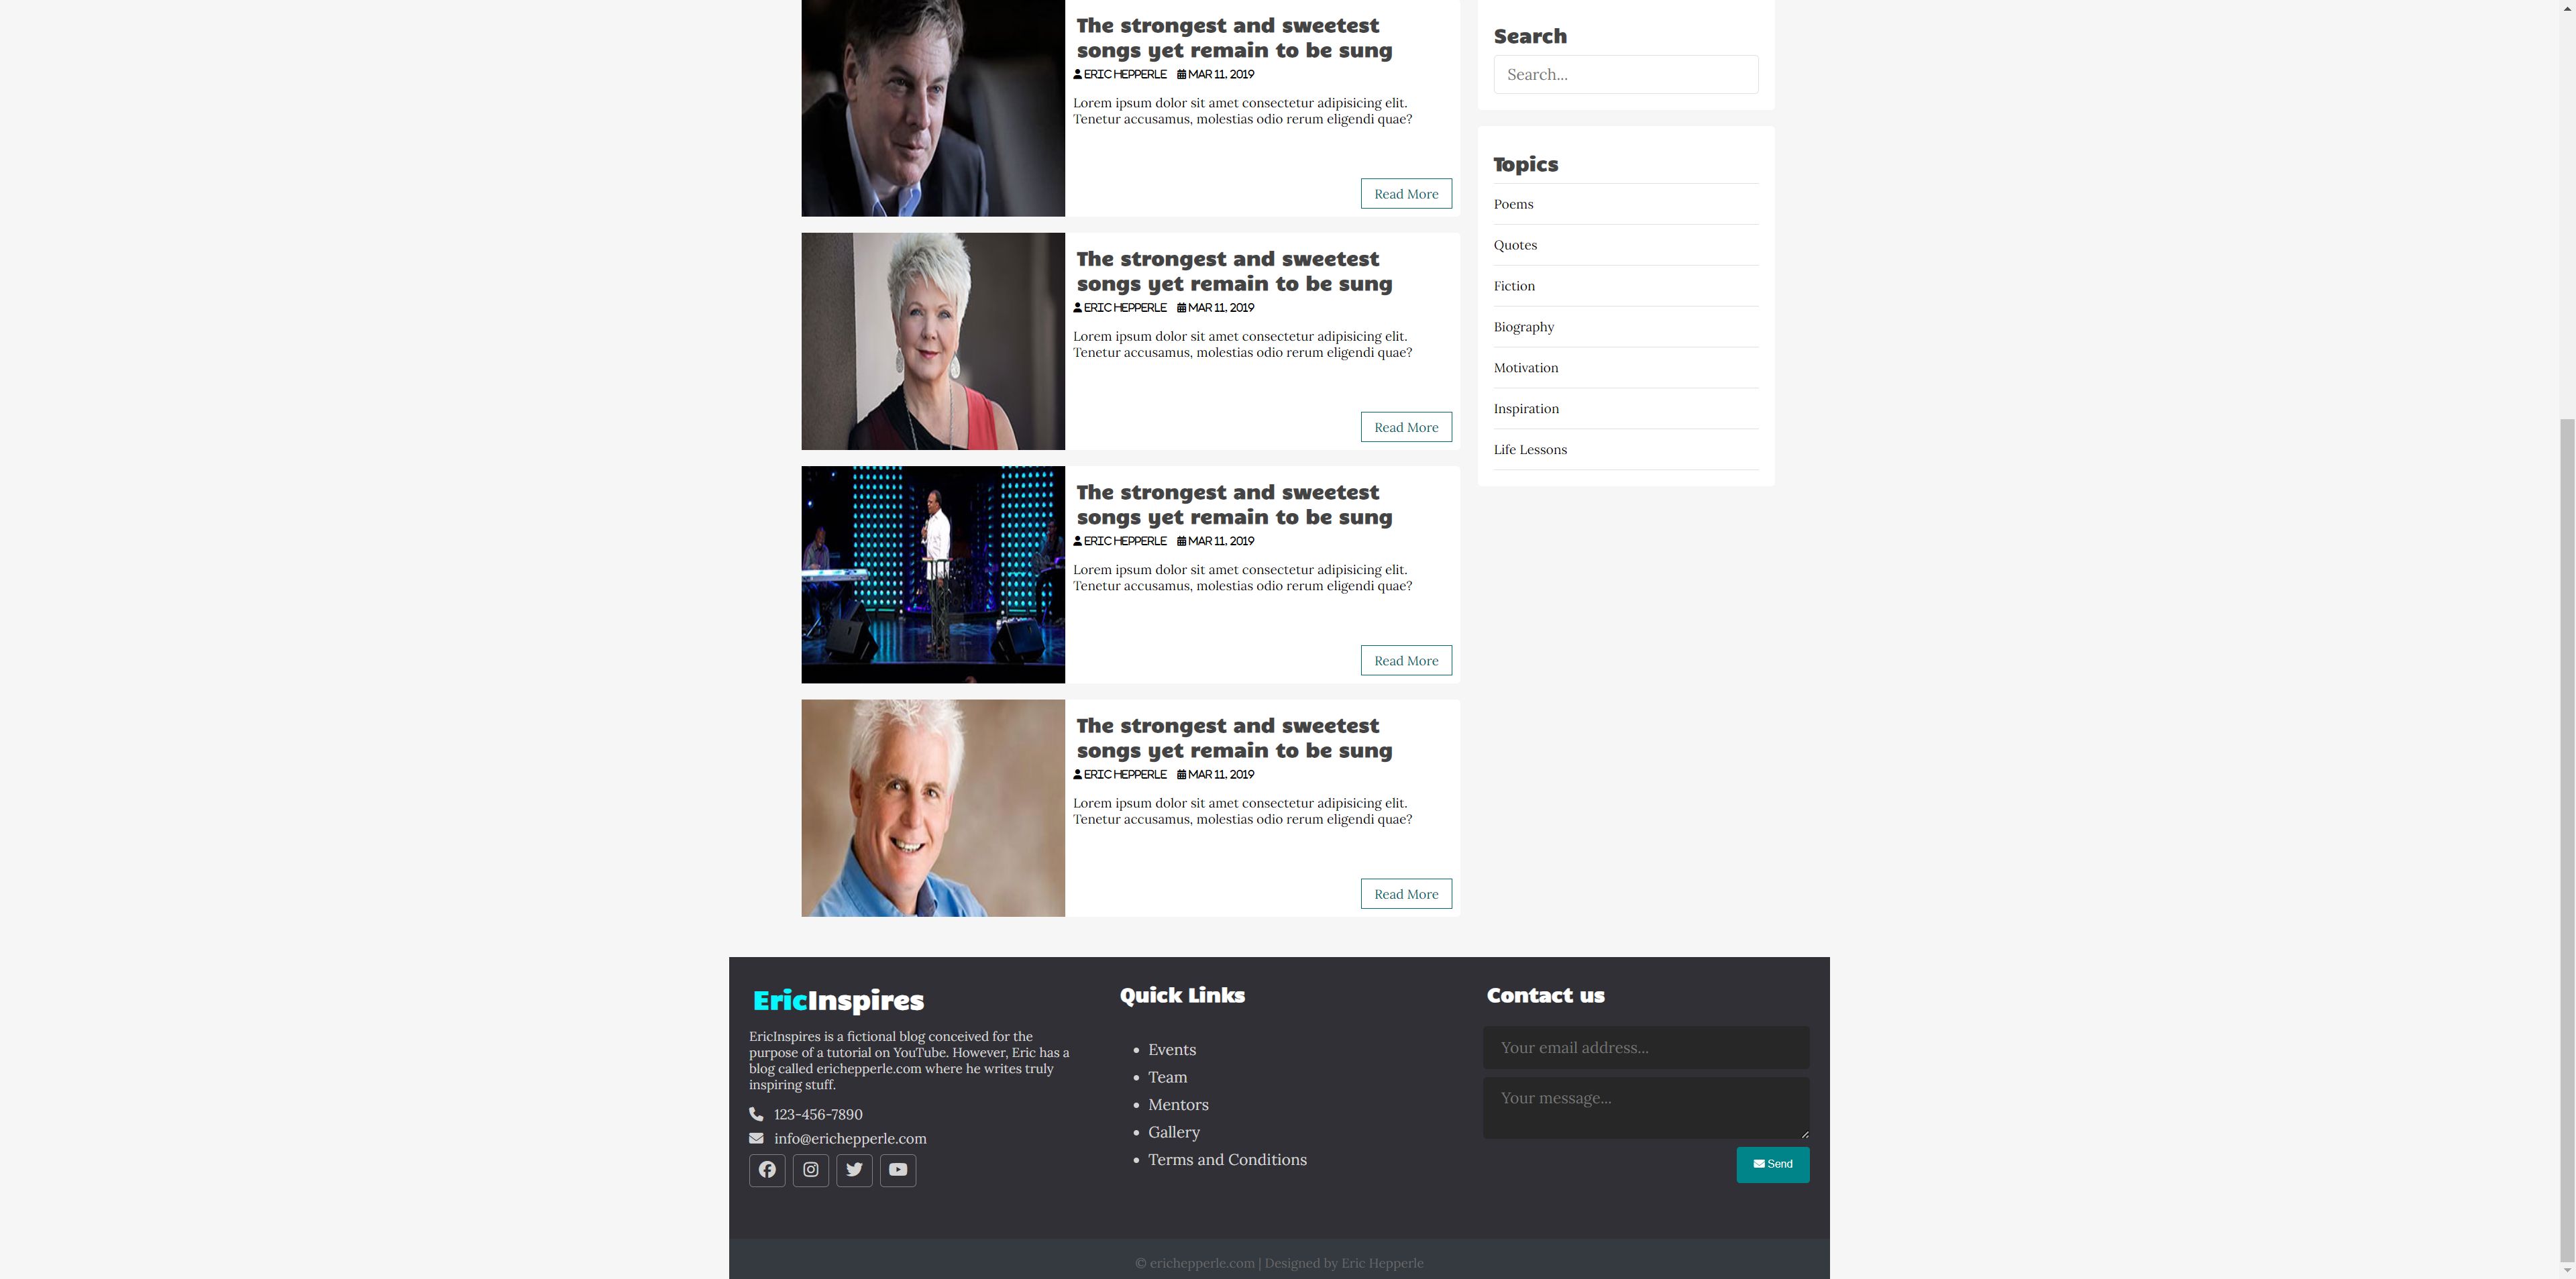 The strongest and sweetest
songs yet remain to be sung
ERIC HEPPERLE MAR 11, 2019
Lorem ipsum dolor sit amet consectetur adipisicing elit.
Tenetur accusamus, molestias odio rerum eligendi quae?
Read More
The strongest and sweetest
songs yet remain to be sung
ERIC HEPPERLE MAR 11, 2019
Lorem ipsum dolor sit amet consectetur adipisicing elit.
Tenetur accusamus, molestias odio rerum eligendi quae?
Read More
The strongest and sweetest
songs yet remain to be sung
ERIC HEPPERLE MAR 11, 2019
Lorem ipsum dolor sit amet consectetur adipisicing elit.
Tenetur accusamus, molestias odio rerum eligendi quae?
Read More
The strongest and sweetest
songs yet remain to be sung
ERIC HEPPERLE MAR 11, 2019
Lorem ipsum dolor sit amet consectetur adipisicing elit.
Tenetur accusamus, molestias odio rerum eligendi quae?
Read More
Search
Search...
Topics
Poems
Quotes
Fiction
Biography
Motivation
Inspiration
Life Lessons
EricInspires
EricInspires is a fictional blog conceived for the
purpose of a tutorial on YouTube. However, Eric has a
blog called erichepperle.com where he writes truly
inspiring stuff.
123-456-7890
info@erichepperle.com
Quick Links
Events
Team
Mentors
Gallery
Terms and Conditions
Contact us
Your email address...
Your message...
Send
© erichepperle.com | Designed by Eric Hepperle